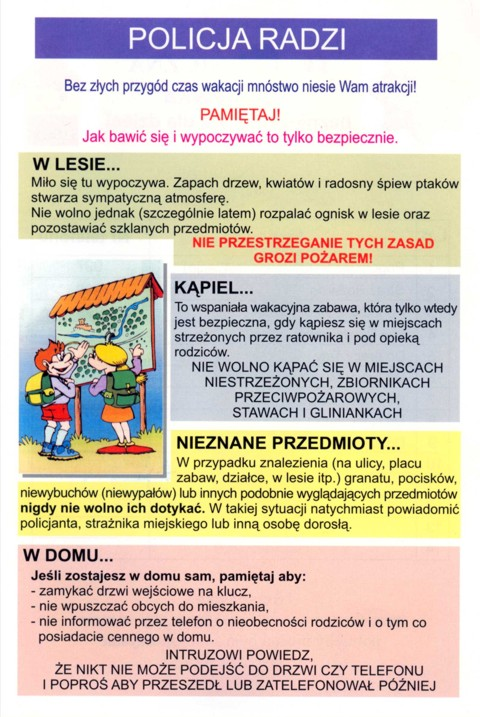 POLICJA RADZI
Bez złych przygód czas wakacji mnóstwo niesie Wam atrakcji!
PAMIĘTAJ!
Jak bawić się i wypoczywać to tylko bezpiecznie.
W LESIE...
Miło się tu wypoczywa. Zapach drzew, kwiatów i radosny śpiew ptaków
stwarza sympatyczną atmosferę.
Nie wolno jednak (szczególnie latem) rozpalać ognisk w lesie oraz
pozostawiać szklanych przedmiotów.
NIE PRZESTRZEGANIE TYCH ZASAD
GROZI POŻAREM!
KĄPIEL...
To wspaniała wakacyjna zabawa, która tylko wtedy
jest bezpieczna, gdy kąpiesz się w miejscach
strzeżonych przez ratownika i pod opieką
rodziców.
NIE WOLNO KĄPAĆ SIĘ W MIEJSCACH
NIESTRZEŻONYCH, ZBIORNIKACH
PRZECIWPOŻAROWYCH,
STAWACH I GLINIANKACH
NIEZNANE PRZEDMIOTY...
W przypadku znalezienia (na ulicy, placu
zabaw, działce, w lesie itp.) granatu, pocisków,
niewybuchów (niewypałów) lub innych podobnie wyglądających przedmiotów
nigdy nie wolno ich dotykać. W takiej sytuacji natychmiast powiadomić
policjanta, strażnika miejskiego lub inną osobę dorosłą.
W DOMU...
Jeśli zostajesz w domu sam, pamiętaj aby:
- zamykać drzwi wejściowe na klucz,
- nie wpuszczać obcych do mieszkania,
- nie informować przez telefon o nieobecności rodziców i o tym co
posiadacie cennego w domu.
INTRUZOWI POWIEDZ,
ŻE NIKT NIE MOŻE PODEJŚĆ DO DRZWI CZY TELEFONU
I POPROŚ ABY PRZESZEDŁ LUB ZATELEFONOWAŁ PÓŹNIEJ